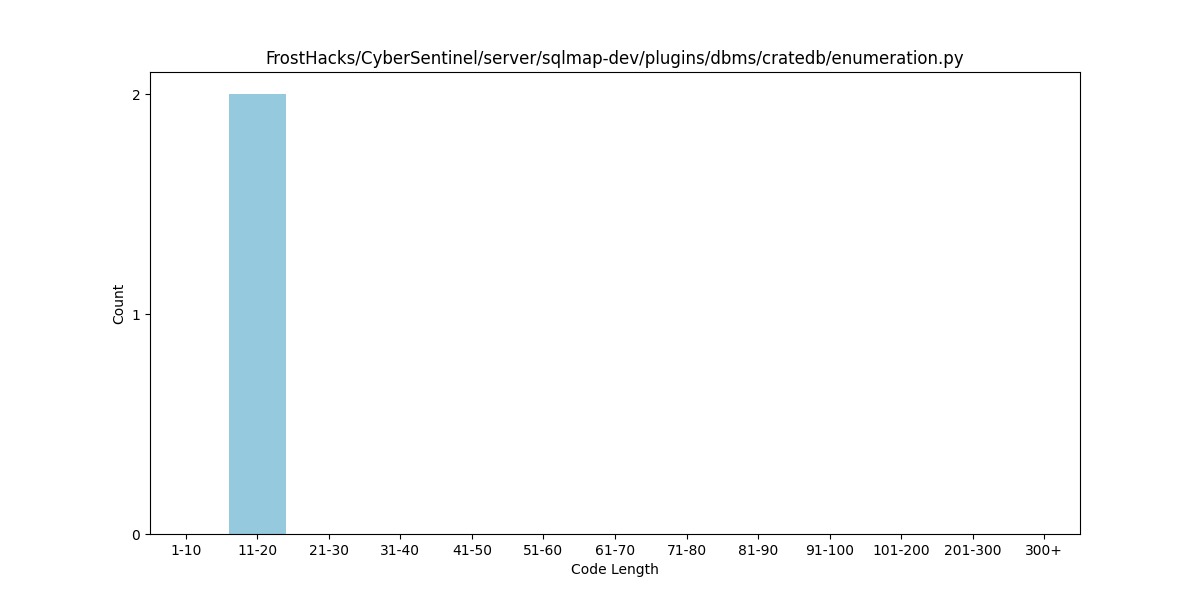 FrostHacks/CyberSentinel/server/sqlmap-dev/plugins/dbms/cratedb/enumeration.py
2
1
0
Count
1-10 11-20 21-30 31-40 41-50 51-60 61-70 71-80 81-90 91-100 101-200 201-300 300+
Code Length